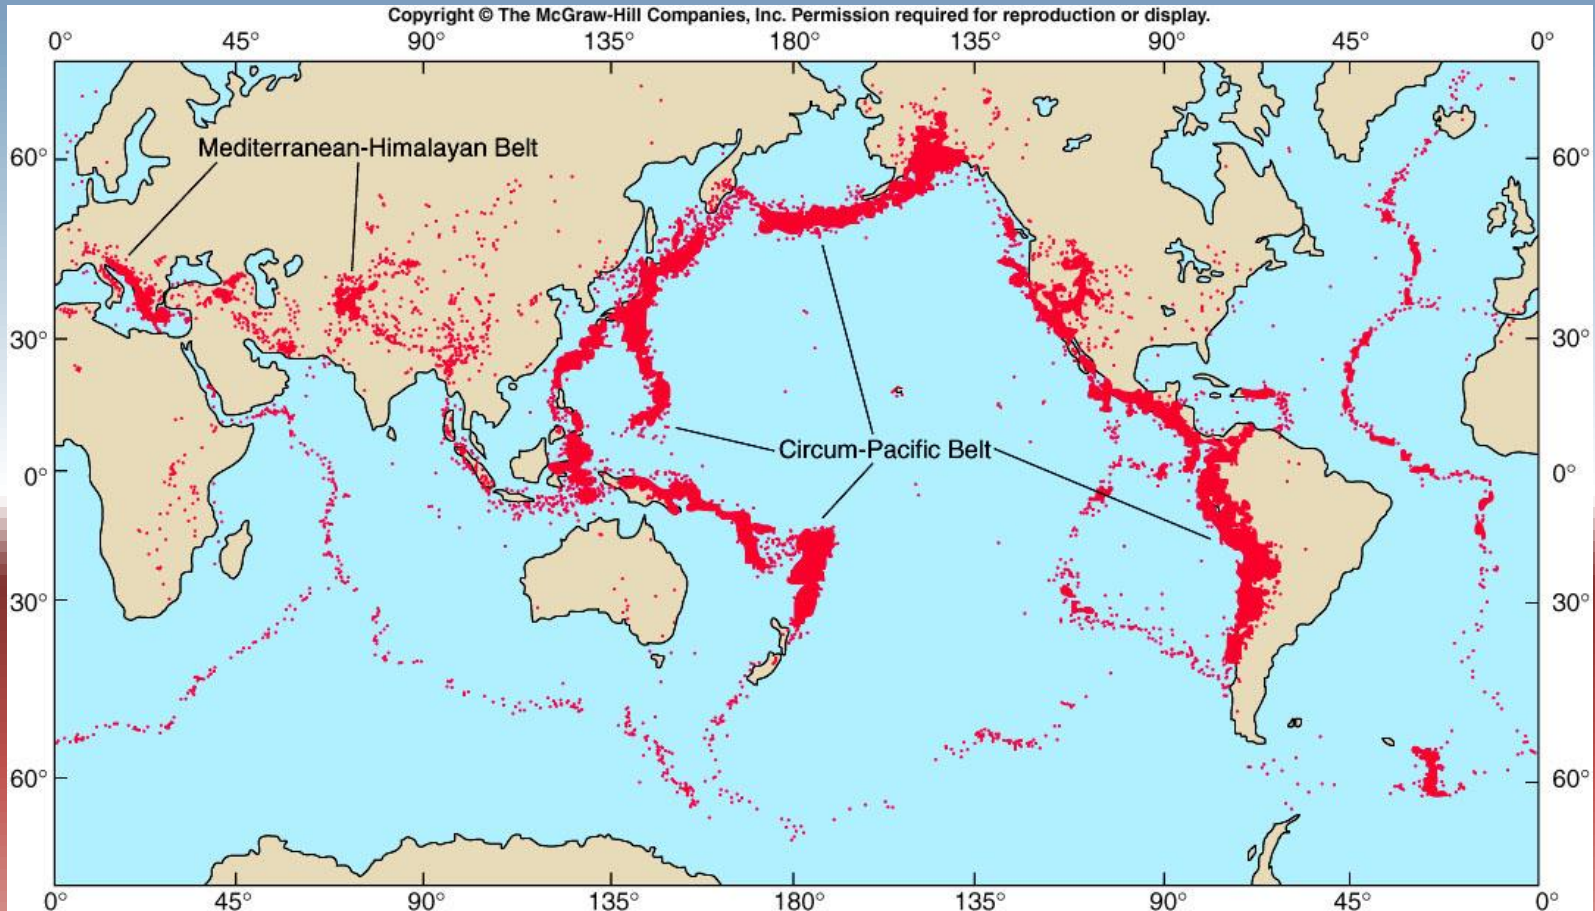 Copyright © The McGraw-Hill Companies, Inc. Permission required for reproduction or display.
0° 45° 90° 135° 180° 135° 90° 45° 0°
Mediterranean-Himalayan Belt
60° 60°
30° 30°
Circum-Pacific Belt
0° 0°
30° 30°
60° 60°
0° 45° 90° 135° 180° 135° 90° 45° 0°